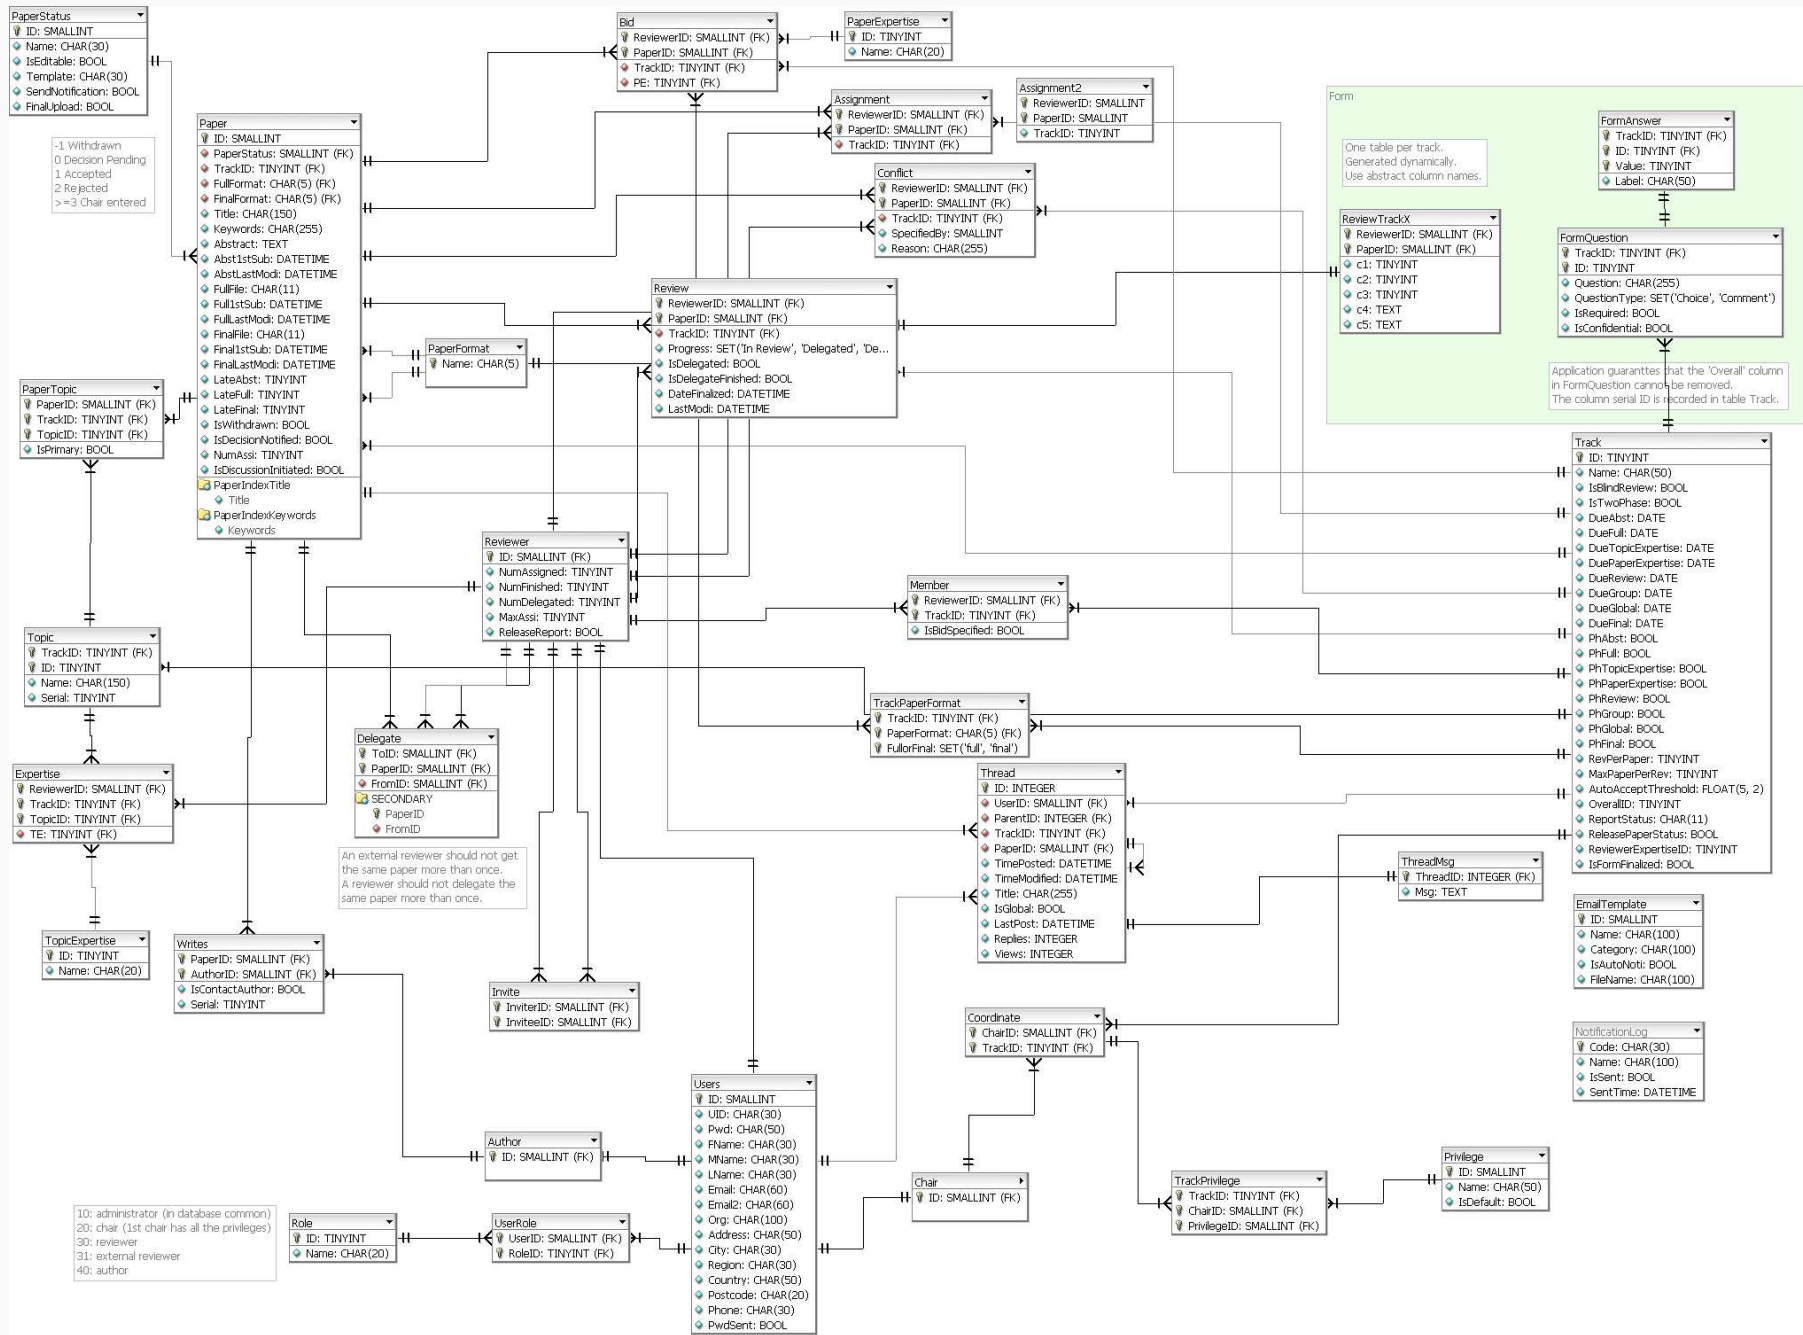 PaperStatus
ID: SMALLINT
Name: CHAR(30)
IsEditable: BOOL
Template: CHAR(30)
SendNotification: BOOL
FinalUpload: BOOL
-1 Withdrawn
0 Decision Pending
1 Accepted
2 Rejected
>=3 Chair entered
Paper
ID: SMALLINT
PaperStatus: SMALLINT (FK)
TrackID: TINYINT (FK)
FullFormat: CHAR(5) (FK)
FinalFormat: CHAR(5) (FK)
Title: CHAR(150)
Keywords: CHAR(255)
Abstract: TEXT
Abst1stSub: DATETIME
AbstLastModi: DATETIME
FullFile: CHAR(11)
Full1stSub: DATETIME
FullLastModi: DATETIME
FinalFile: CHAR(11)
Final1stSub: DATETIME
FinalLastModi: DATETIME
LateAbst: TINYINT
LateFull: TINYINT
LateFinal: TINYINT
IsWithdrawn: BOOL
IsDecisionNotified: BOOL
NumAssi: TINYINT
IsDiscussionInitiated: BOOL
PaperIndexTitle
Title
PaperIndexKeywords
Keywords
Bid
ReviewerID: SMALLINT (FK)
PaperID: SMALLINT (FK)
TrackID: TINYINT (FK)
PE: TINYINT (FK)
PaperExpertise
ID: TINYINT
Name: CHAR(20)
Assignment
ReviewerID: SMALLINT (FK)
PaperID: SMALLINT (FK)
TrackID: TINYINT (FK)
Assignment2
ReviewerID: SMALLINT
PaperID: SMALLINT
TrackID: TINYINT
Conflict
ReviewerID: SMALLINT (FK)
PaperID: SMALLINT (FK)
TrackID: TINYINT (FK)
SpecifiedBy: SMALLINT
Reason: CHAR(255)
Form
One table per track.
Generated dynamically.
Use abstract column names.
FormAnswer
TrackID: TINYINT (FK)
ID: TINYINT (FK)
Value: TINYINT
Label: CHAR(50)
ReviewTrackX
ReviewerID: SMALLINT (FK)
PaperID: SMALLINT (FK)
c1: TINYINT
c2: TINYINT
c3: TINYINT
c4: TEXT
c5: TEXT
FormQuestion
TrackID: TINYINT (FK)
ID: TINYINT
Question: CHAR(255)
QuestionType: SET('Choice', 'Comment')
IsRequired: BOOL
IsConfidential: BOOL
Application guaranttes that the 'Overall' column
in FormQuestion cannot be removed.
The column serial ID is recorded in table Track.
Review
ReviewerID: SMALLINT (FK)
PaperID: SMALLINT (FK)
TrackID: TINYINT (FK)
Progress: SET('In Review', 'Delegated', 'De...
IsDelegated: BOOL
IsDelegateFinished: BOOL
DateFinalized: DATETIME
LastModi: DATETIME
PaperFormat
Name: CHAR(5)
PaperTopic
PaperID: SMALLINT (FK)
TrackID: TINYINT (FK)
TopicID: TINYINT (FK)
IsPrimary: BOOL
Track
ID: TINYINT
Name: CHAR(50)
IsBlindReview: BOOL
IsTwoPhase: BOOL
DueAbst: DATE
DueFull: DATE
DueTopicExpertise: DATE
DuePaperExpertise: DATE
DueReview: DATE
DueGroup: DATE
DueGlobal: DATE
DueFinal: DATE
PhAbst: BOOL
PhFull: BOOL
PhTopicExpertise: BOOL
PhPaperExpertise: BOOL
PhReview: BOOL
PhGroup: BOOL
PhGlobal: BOOL
PhFinal: BOOL
RevPerPaper: TINYINT
MaxPaperPerRev: TINYINT
AutoAcceptThreshold: FLOAT(5, 2)
OverallID: TINYINT
ReportStatus: CHAR(11)
ReleasePaperStatus: BOOL
ReviewerExpertiseID: TINYINT
IsFormFinalized: BOOL
Reviewer
ID: SMALLINT (FK)
NumAssigned: TINYINT
NumFinished: TINYINT
NumDelegated: TINYINT
MaxAssi: TINYINT
ReleaseReport: BOOL
Member
ReviewerID: SMALLINT (FK)
TrackID: TINYINT (FK)
IsBidSpecified: BOOL
Topic
TrackID: TINYINT (FK)
ID: TINYINT
Name: CHAR(150)
Serial: TINYINT
TrackPaperFormat
TrackID: TINYINT (FK)
PaperFormat: CHAR(5) (FK)
FullorFinal: SET('full', 'final')
Delegate
ToID: SMALLINT (FK)
PaperID: SMALLINT (FK)
FromID: SMALLINT (FK)
SECONDARY
PaperID
FromID
An external reviewer should not get
the same paper more than once.
A reviewer should not delegate the
same paper more than once.
Expertise
ReviewerID: SMALLINT (FK)
TrackID: TINYINT (FK)
TopicID: TINYINT (FK)
TE: TINYINT (FK)
Thread
ID: INTEGER
UserID: SMALLINT (FK)
ParentID: INTEGER (FK)
TrackID: TINYINT (FK)
PaperID: SMALLINT (FK)
TimePosted: DATETIME
TimeModified: DATETIME
Title: CHAR(255)
IsGlobal: BOOL
LastPost: DATETIME
Replies: INTEGER
Views: INTEGER
ThreadMsg
ThreadID: INTEGER (FK)
Msg: TEXT
EmailTemplate
ID: SMALLINT
Name: CHAR(100)
Category: CHAR(100)
IsAutoNoti: BOOL
FileName: CHAR(100)
TopicExpertise
ID: TINYINT
Name: CHAR(20)
Writes
PaperID: SMALLINT (FK)
AuthorID: SMALLINT (FK)
IsContactAuthor: BOOL
Serial: TINYINT
Invite
InviterID: SMALLINT (FK)
InviteeID: SMALLINT (FK)
Coordinate
ChairID: SMALLINT (FK)
TrackID: TINYINT (FK)
NotificationLog
Code: CHAR(30)
Name: CHAR(100)
IsSent: BOOL
SentTime: DATETIME
Users
ID: SMALLINT
UID: CHAR(30)
Pwd: CHAR(50)
FName: CHAR(30)
MName: CHAR(30)
LName: CHAR(30)
Email: CHAR(60)
Email2: CHAR(60)
Org: CHAR(100)
Address: CHAR(50)
City: CHAR(30)
Region: CHAR(30)
Country: CHAR(50)
Postcode: CHAR(20)
Phone: CHAR(30)
PwdSent: BOOL
Author
ID: SMALLINT (FK)
Chair
ID: SMALLINT (FK)
TrackPrivilege
TrackID: TINYINT (FK)
ChairID: SMALLINT (FK)
PrivilegeID: SMALLINT (FK)
Privilege
ID: SMALLINT
Name: CHAR(50)
IsDefault: BOOL
10: administrator (in database common)
20: chair (1st chair has all the privileges)
30: reviewer
31: external reviewer
40: author
Role
ID: TINYINT
Name: CHAR(20)
UserRole
UserID: SMALLINT (FK)
RoleID: TINYINT (FK)